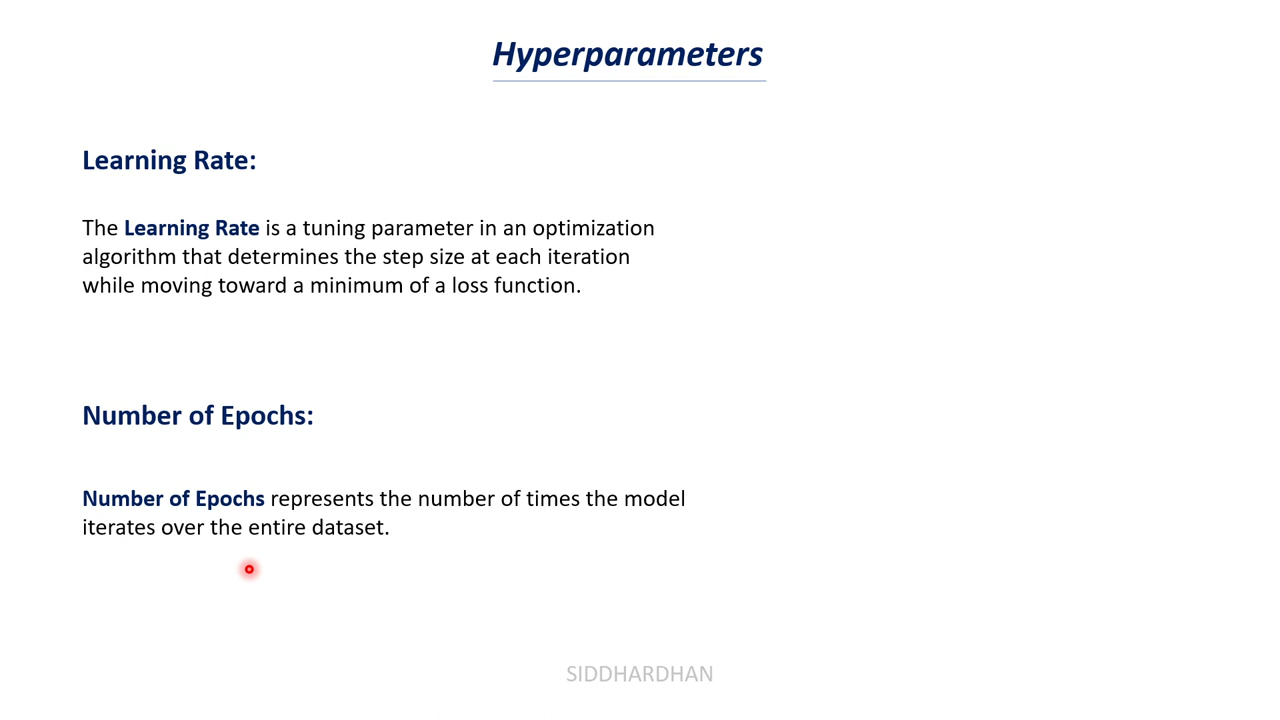 Hyperparameters
Learning Rate:
The Learning Rate is a tuning parameter in an optimization
algorithm that determines the step size at each iteration
while moving toward a minimum of a loss function.
Number of Epochs:
Number of Epochs represents the number of times the model
iterates over the entire dataset.
SIDDHARDHAN